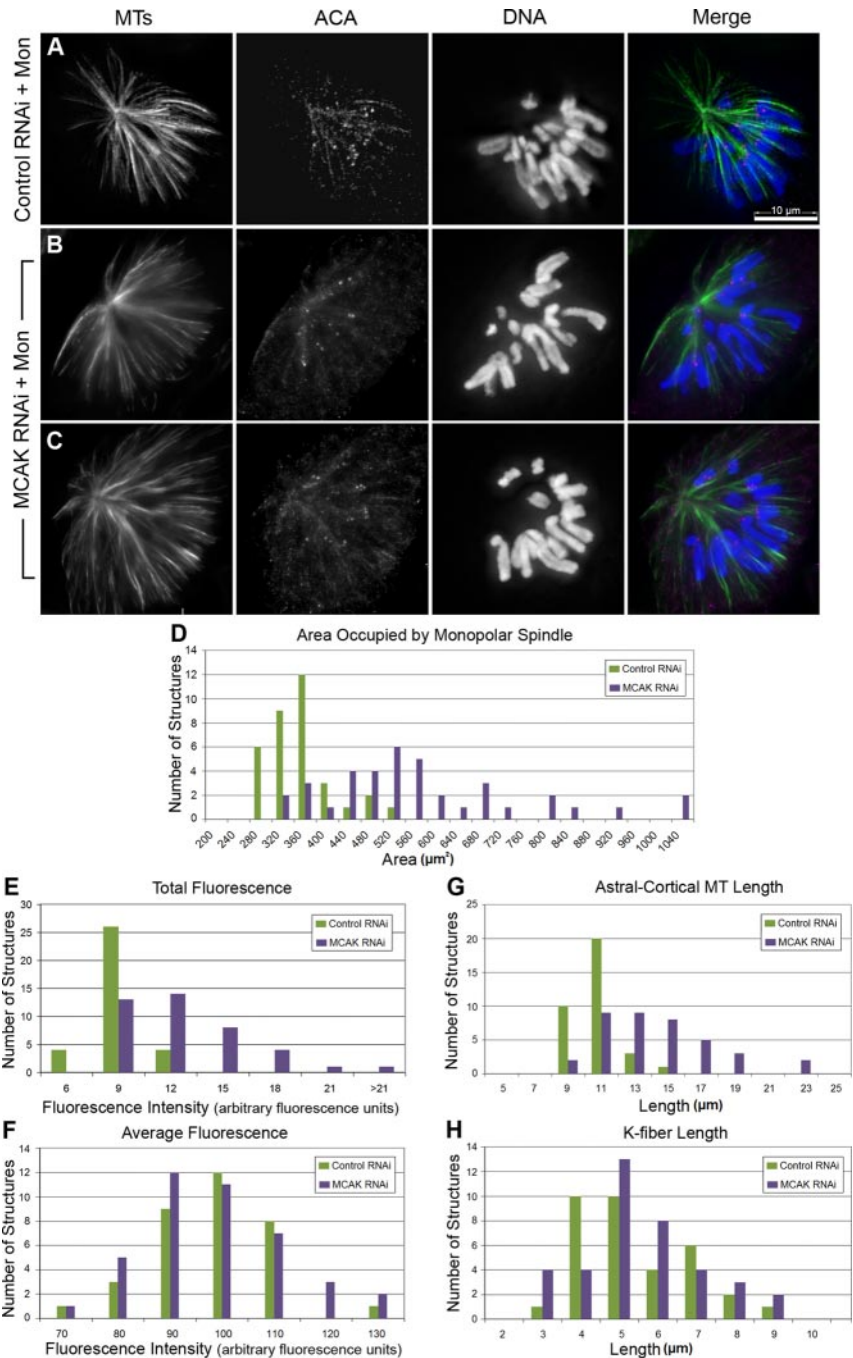 MTs ACA DNA Merge
Control RNAi + Mon
A
10 µm
MCAK RNAi + Mon
B
C
D Area Occupied by Monopolar Spindle
Number of Structures
14
12
10
8
6
4
2
0
Control RNAi
MCAK RNAi
200 240 280 320 360 400 440 480 520 560 600 640 680 720 760 800 840 880 920 960 1000 1040
Area (µm²)
E Total Fluorescence
Number of Structures
30
25
20
15
10
5
0
Control RNAi
MCAK RNAi
6 9 12 15 18 21 >21
Fluorescence Intensity (arbitrary fluorescence units)
F Average Fluorescence
Number of Structures
14
12
10
8
6
4
2
0
Control RNAi
MCAK RNAi
70 80 90 100 110 120 130
Fluorescence Intensity (arbitrary fluorescence units)
G Astral-Cortical MT Length
Number of Structures
25
20
15
10
5
0
Control RNAi
MCAK RNAi
5 7 9 11 13 15 17 19 21 23 25
Length (µm)
H K-fiber Length
Number of Structures
14
12
10
8
6
4
2
0
Control RNAi
MCAK RNAi
2 3 4 5 6 7 8 9 10
Length (µm)